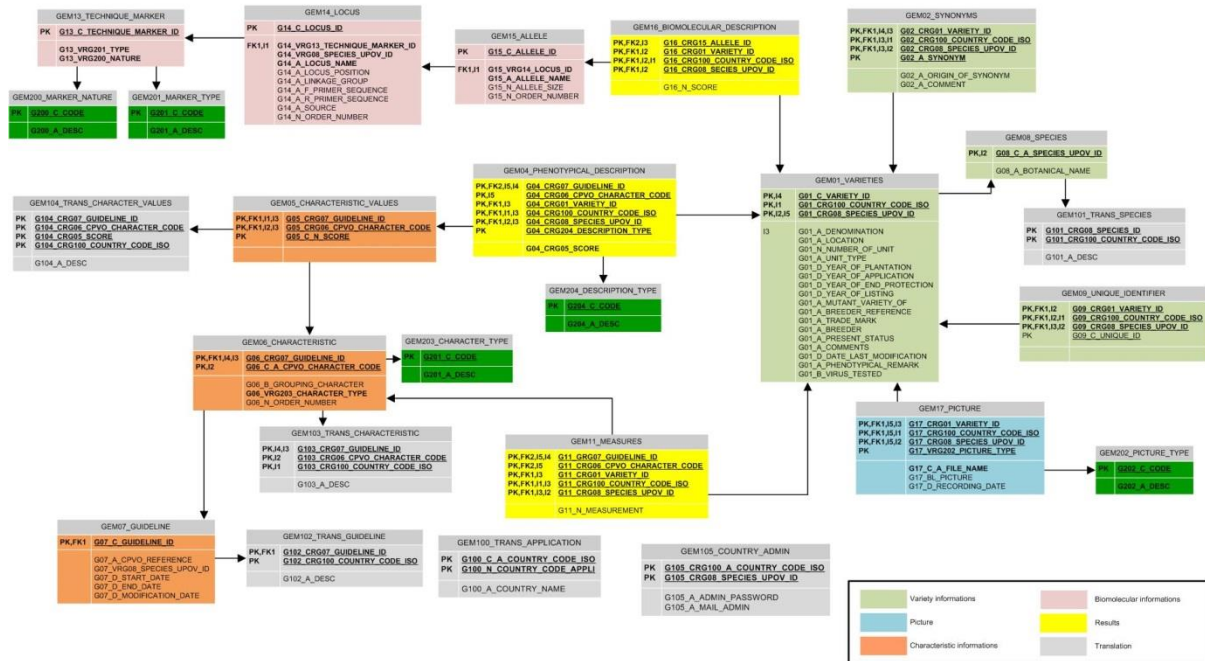 GEM13_TECHNIQUE_MARKER
PK G13_C_TECHNIQUE_MARKER_ID
G13_VRG201_TYPE
G13_VRG200_NATURE
GEM200_MARKER_NATURE
PK G200_C_CODE
G200_A_DESC
GEM201_MARKER_TYPE
PK G201_C_CODE
G201_A_DESC
GEM14_LOCUS
PK G14_C_LOCUS_ID
FK1,I1 G14_VRG13_TECHNIQUE_MARKER_ID
G14_VRG08_SPECIES_UPOV_ID
G14_A_LOCUS_NAME
G14_A_LOCUS_POSITION
G14_A_LINKAGE_GROUP
G14_A_F_PRIMER_SEQUENCE
G14_A_R_PRIMER_SEQUENCE
G14_A_SOURCE
G14_N_ORDER_NUMBER
GEM15_ALLELE
PK G15_C_ALLELE_ID
FK1,I1 G15_VRG14_LOCUS_ID
G15_A_ALLELE_NAME
G15_N_ALLELE_SIZE
G15_N_ORDER_NUMBER
GEM16_BIOMOLECULAR_DESCRIPTION
PK,FK2,I3 G16_CRG15_ALLELE_ID
PK,FK1,I2 G16_CRG01_VARIETY_ID
PK,FK1,I2,I1 G16_CRG100_COUNTRY_CODE_ISO
PK,FK1,I2 G16_CRG08_SECIES_UPOV_ID
G16_N_SCORE
GEM02_SYNONYMS
PK,FK1,I4,I3 G02_CRG01_VARIETY_ID
PK,FK1,I3,I1 G02_CRG100_COUNTRY_CODE_ISO
PK,FK1,I3,I2 G02_CRG08_SPECIES_UPOV_ID
PK G02_A_SYNONYM
G02_A_ORIGIN_OF_SYNONYM
G02_A_COMMENT
GEM08_SPECIES
PK,I2 G08_C_A_SPECIES_UPOV_ID
G08_A_BOTANICAL_NAME
GEM101_TRANS_SPECIES
PK G101_CRG08_SPECIES_ID
PK G101_CRG100_COUNTRY_CODE_ISO
G101_A_DESC
GEM104_TRANS_CHARACTER_VALUES
PK G104_CRG07_GUIDELINE_ID
PK G104_CRG06_CPVO_CHARACTER_CODE
PK G104_CRG05_SCORE
PK G104_CRG100_COUNTRY_CODE_ISO
G104_A_DESC
GEM05_CHARACTERISTIC_VALUES
PK,FK1,I1,I3 G05_CRG07_GUIDELINE_ID
PK,FK1,I2,I3 G05_CRG06_CPVO_CHARACTER_CODE
PK G05_C_N_SCORE
GEM04_PHENOTYPICAL_DESCRIPTION
PK,FK2,I5,I4 G04_CRG07_GUIDELINE_ID
PK,I5 G04_CRG06_CPVO_CHARACTER_CODE
PK,FK1,I3 G04_CRG01_VARIETY_ID
PK,FK1,I1,I3 G04_CRG100_COUNTRY_CODE_ISO
PK,FK1,I2,I3 G04_CRG08_SPECIES_UPOV_ID
PK G04_CRG204_DESCRIPTION_TYPE
G04_CRG05_SCORE
GEM204_DESCRIPTION_TYPE
PK G204_C_CODE
G204_A_DESC
GEM01_VARIETIES
PK,I4 G01_C_VARIETY_ID
PK,I1 G01_CRG100_COUNTRY_CODE_ISO
PK,I2,I5 G01_CRG08_SPECIES_UPOV_ID
I3 G01_A_DENOMINATION
G01_A_LOCATION
G01_N_NUMBER_OF_UNIT
G01_A_UNIT_TYPE
G01_D_YEAR_OF_PLANTATION
G01_D_YEAR_OF_APPLICATION
G01_D_YEAR_OF_END_PROTECTION
G01_D_YEAR_OF_LISTING
G01_A_MUTANT_VARIETY_OF
G01_A_BREEDER_REFERENCE
G01_A_TRADE_MARK
G01_A_BREEDER
G01_A_PRESENT_STATUS
G01_A_COMMENTS
G01_D_DATE_LAST_MODIFICATION
G01_A_PHENOTYPICAL_REMARK
G01_B_VIRUS_TESTED
GEM09_UNIQUE_IDENTIFIER
PK,FK1,I2 G09_CRG01_VARIETY_ID
PK,FK1,I2,I1 G09_CRG100_COUNTRY_CODE_ISO
PK,FK1,I3,I2 G09_CRG08_SPECIES_UPOV_ID
PK G09_C_UNIQUE_ID
GEM06_CHARACTERISTIC
PK,FK1,I4,I3 G06_CRG07_GUIDELINE_ID
PK,I2 G06_C_A_CPVO_CHARACTER_CODE
G06_B_GROUPING_CHARACTER
G06_VRG203_CHARACTER_TYPE
G06_N_ORDER_NUMBER
GEM203_CHARACTER_TYPE
PK G201_C_CODE
G201_A_DESC
GEM103_TRANS_CHARACTERISTIC
PK,I4,I3 G103_CRG07_GUIDELINE_ID
PK,I2 G103_CRG06_CPVO_CHARACTER_CODE
PK,I1 G103_CRG100_COUNTRY_CODE_ISO
G103_A_DESC
GEM11_MEASURES
PK,FK2,I5,I4 G11_GRG07_GUIDELINE_ID
PK,FK2,I5 G11_CRG06_CPVO_CHARACTER_CODE
PK,FK1,I3 G11_CRG01_VARIETY_ID
PK,FK1,I1,I3 G11_CRG100_COUNTRY_CODE_ISO
PK,FK1,I3,I2 G11_CRG08_SPECIES_UPOV_ID
G11_N_MEASUREMENT
GEM17_PICTURE
PK,FK1,I5,I3 G17_CRG01_VARIETY_ID
PK,FK1,I5,I1 G17_CRG100_COUNTRY_CODE_ISO
PK,FK1,I5,I2 G17_CRG08_SPECIES_UPOV_ID
PK G17_VRG202_PICTURE_TYPE
G17_C_A_FILE_NAME
G17_BL_PICTURE
G17_D_RECORDING_DATE
GEM202_PICTURE_TYPE
PK G202_C_CODE
G202_A_DESC
GEM07_GUIDELINE
PK,FK1 G07_C_GUIDELINE_ID
G07_A_CPVO_REFERENCE
G07_VRG08_SPECIES_UPOV_ID
G07_D_START_DATE
G07_D_END_DATE
G07_D_MODIFICATION_DATE
GEM102_TRANS_GUIDELINE
PK,FK1 G102_CRG07_GUIDELINE_ID
PK G102_CRG100_COUNTRY_CODE_ISO
G102_A_DESC
GEM100_TRANS_APPLICATION
PK G100_C_A_COUNTRY_CODE_ISO
PK G100_N_COUNTRY_CODE_APPLI
G100_A_COUNTRY_NAME
GEM105_COUNTRY_ADMIN
PK G105_CRG100_A_COUNTRY_CODE_ISO
PK G105_CRG08_SPECIES_UPOV_ID
G105_A_ADMIN_PASSWORD
G105_A_MAIL_ADMIN
Variety informations
Biomolecular informations
Picture
Results
Characteristic informations
Translation